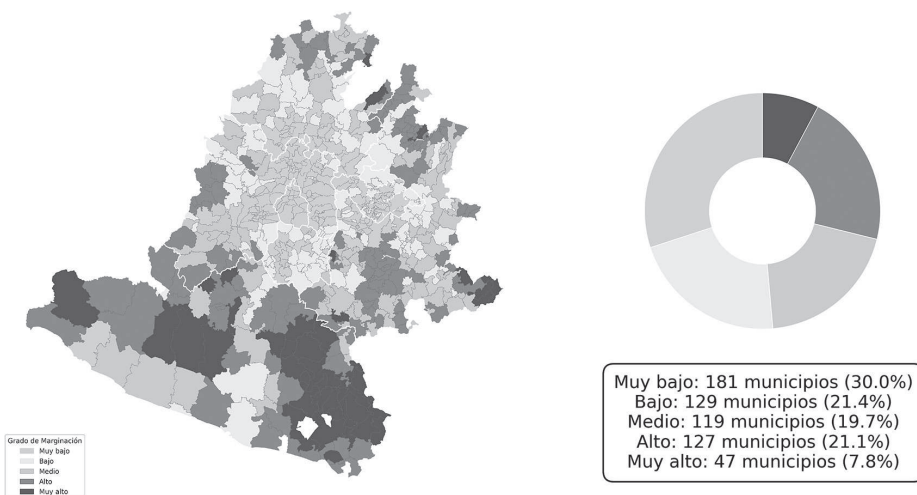 Grado de Marginación
Muy bajo
Bajo
Medio
Alto
Muy alto
Muy bajo: 181 municipios (30.0%)
Bajo: 129 municipios (21.4%)
Medio: 119 municipios (19.7%)
Alto: 127 municipios (21.1%)
Muy alto: 47 municipios (7.8%)